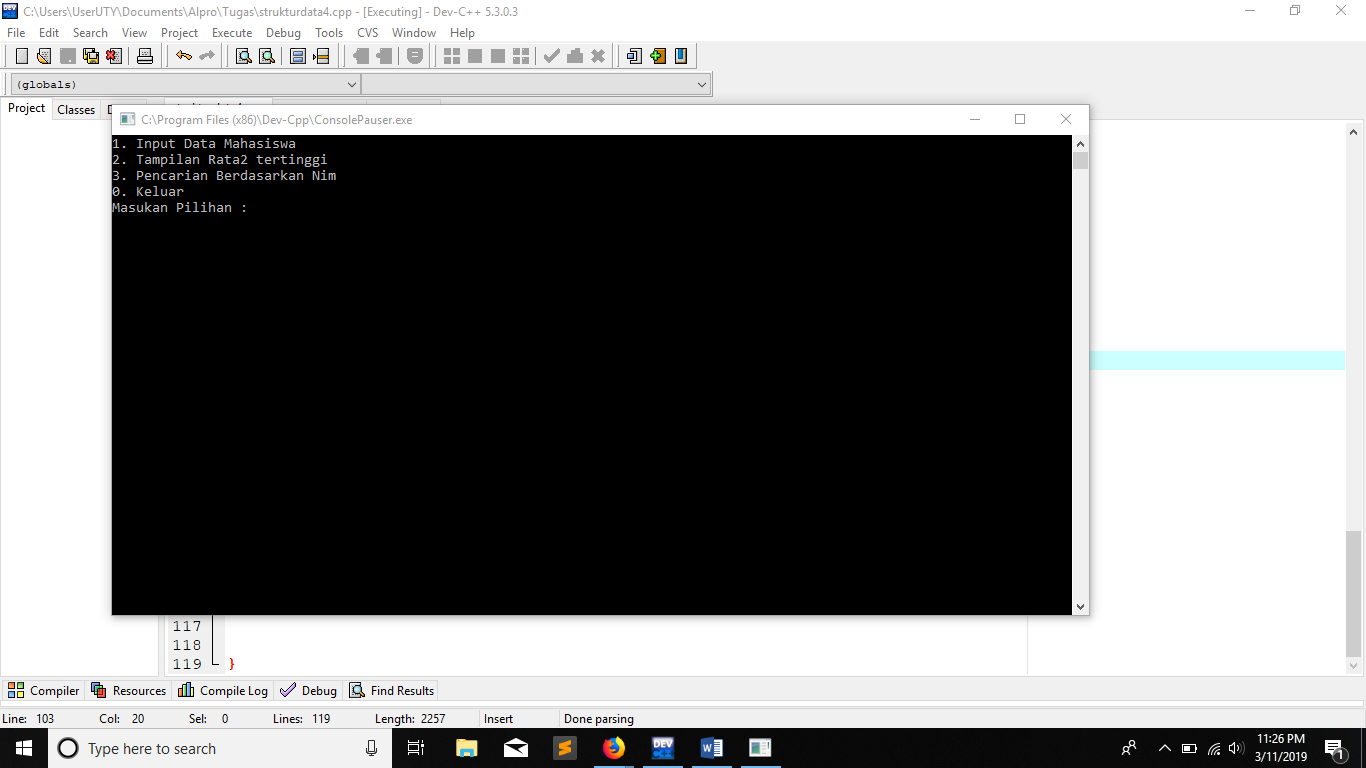 C:\Users\UserUTY\Documents\Alpro\Tugas\strukturdata4.cpp - [Executing] - Dev-C++ 5.3.0.3
File Edit Search View Project Execute Debug Tools CVS Window Help
(globals)
Project Classes
C:\Program Files (x86)\Dev-Cpp\ConsolePauser.exe
1. Input Data Mahasiswa
2. Tampilan Rata2 tertinggi
3. Pencarian Berdasarkan Nim
0. Keluar
Masukan Pilihan :
117
118
119 }
Compiler Resources Compile Log Debug Find Results
Line: 103 Col: 20 Sel: 0 Lines: 119 Length: 2257 Insert Done parsing
Type here to search
DEV
11:26 PM
3/11/2019
1